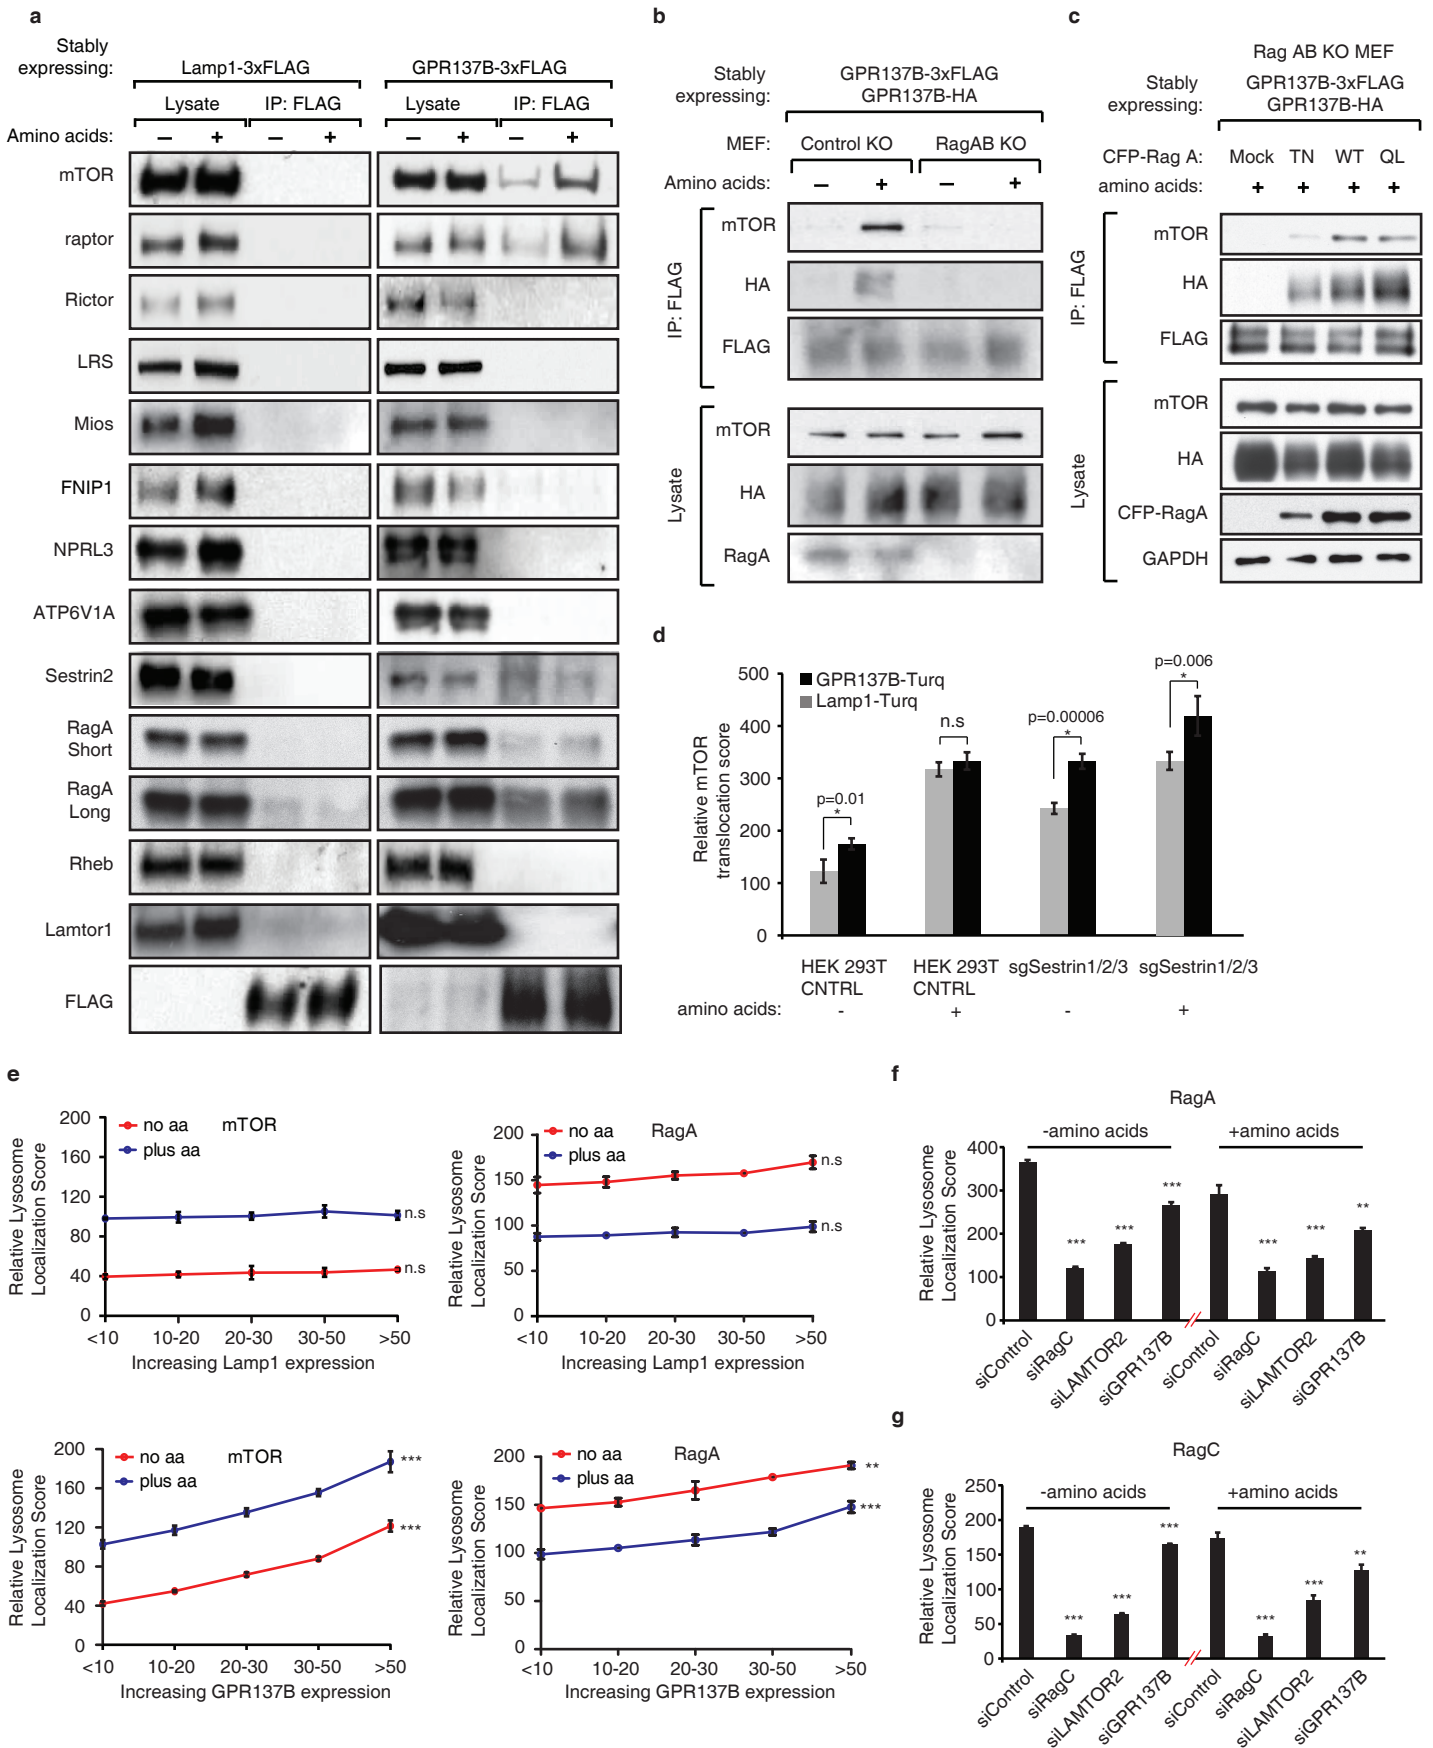 a
Stably expressing:
Lamp1-3xFLAG
GPR137B-3xFLAG
Lysate
IP: FLAG
Lysate
IP: FLAG
Amino acids:
– + – + – + – +
mTOR
raptor
Rictor
LRS
Mios
FNIP1
NPRL3
ATP6V1A
Sestrin2
RagA Short
RagA Long
Rheb
Lamtor1
FLAG
b
Stably expressing:
GPR137B-3xFLAG
GPR137B-HA
MEF:
Control KO
RagAB KO
Amino acids:
– + – +
IP: FLAG
mTOR
HA
FLAG
Lysate
mTOR
HA
RagA
c
Rag AB KO MEF
Stably expressing:
GPR137B-3xFLAG
GPR137B-HA
CFP-Rag A:
Mock TN WT QL
amino acids:
+ + + +
IP: FLAG
mTOR
HA
FLAG
Lysate
mTOR
HA
CFP-RagA
GAPDH
d
Relative mTOR
translocation score
500
400
300
200
100
0
GPR137B-Turq
Lamp1-Turq
p=0.01
*
n.s
p=0.00006
*
p=0.006
*
HEK 293T CNTRL
HEK 293T CNTRL
sgSestrin1/2/3
sgSestrin1/2/3
amino acids:
- + - +
e
Relative Lysosome
Localization Score
200
160
120
80
40
0
no aa
plus aa
mTOR
n.s
n.s
<10 10-20 20-30 30-50 >50
Increasing Lamp1 expression
Relative Lysosome
Localization Score
200
150
100
50
0
no aa
plus aa
RagA
n.s
n.s
<10 10-20 20-30 30-50 >50
Increasing Lamp1 expression
Relative Lysosome
Localization Score
200
160
120
80
40
0
no aa
plus aa
mTOR
***
***
<10 10-20 20-30 30-50 >50
Increasing GPR137B expression
Relative Lysosome
Localization Score
200
150
100
50
0
no aa
plus aa
RagA
**
***
<10 10-20 20-30 30-50 >50
Increasing GPR137B expression
f
RagA
-amino acids
+amino acids
Relative Lysosome
Localization Score
400
300
200
100
0
*** *** *** *** *** **
siControl
siRagC
siLAMTOR2
siGPR137B
siControl
siRagC
siLAMTOR2
siGPR137B
g
RagC
-amino acids
+amino acids
Relative Lysosome
Localization Score
250
200
150
100
50
0
*** *** *** *** *** **
siControl
siRagC
siLAMTOR2
siGPR137B
siControl
siRagC
siLAMTOR2
siGPR137B